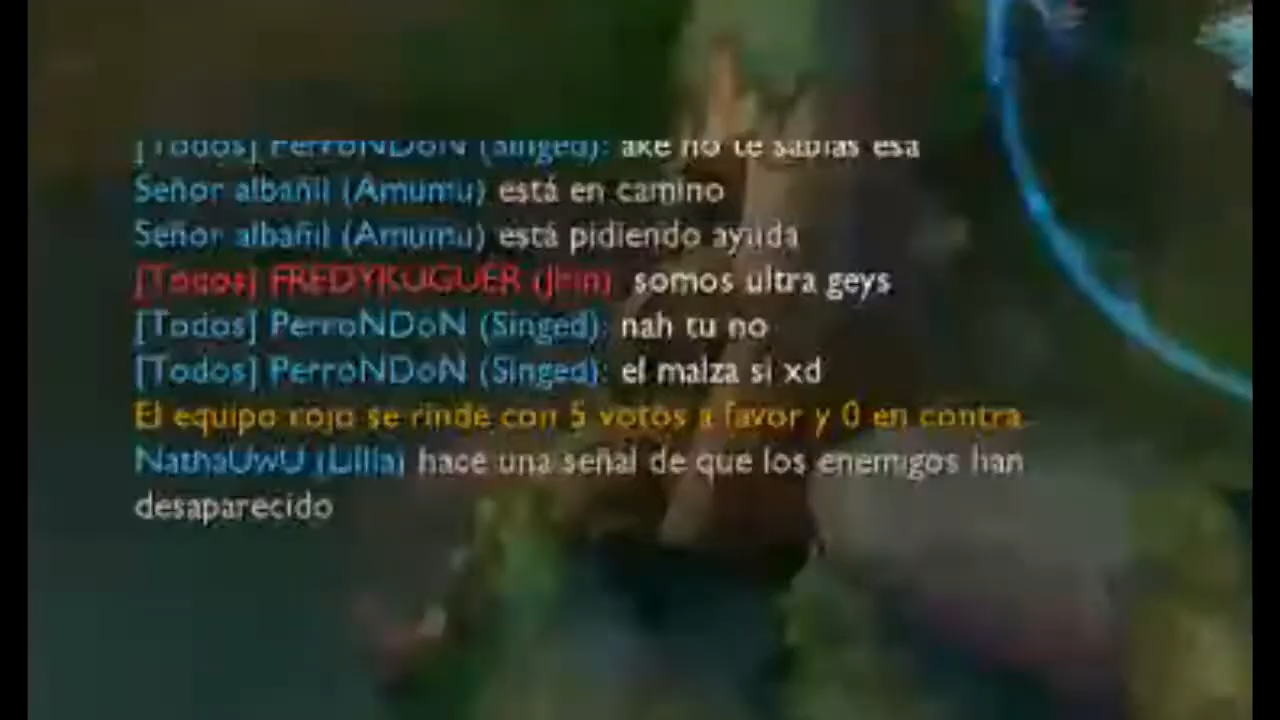 [Todos] PerroNDoN (Singed): ake no te sabías esa
Señor albañil (Amumu) está en camino
Señor albañil (Amumu) está pidiendo ayuda
[Todos] FREDYKUGUER (Jhin): somos ultra geys
[Todos] PerroNDoN (Singed): nah tu no
[Todos] PerroNDoN (Singed): el malza si xd
El equipo rojo se rinde con 5 votos a favor y 0 en contra.
NathaUwU (Lillia) hace una señal de que los enemigos han
desaparecido